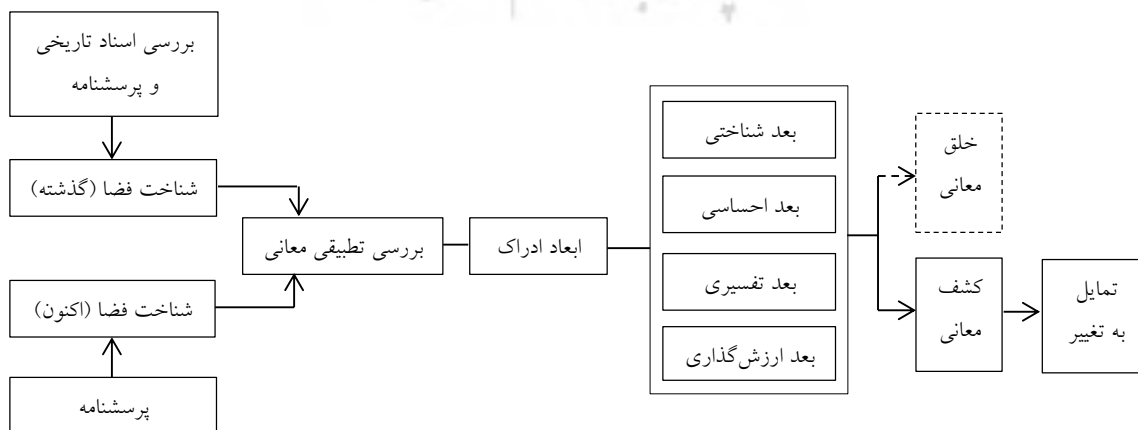 بررسی اسناد تاریخی
و پرسشنامه
شناخت فضا (گذشته)
شناخت فضا (اکنون)
پرسشنامه
بررسی تطبیقی معانی
ابعاد ادراک
بعد شناختی
بعد احساسی
بعد تفسیری
بعد ارزش‌گذاری
خلق
معانی
کشف
معانی
تمایل
به تغییر